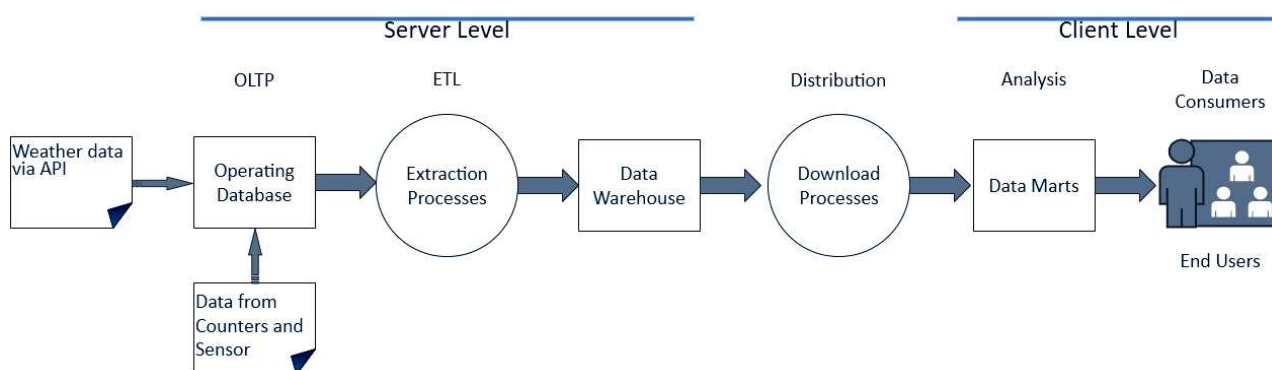 Server Level
Client Level
OLTP
ETL
Distribution
Analysis
Data
Consumers
Weather data
via API
Operating
Database
Extraction
Processes
Data
Warehouse
Download
Processes
Data Marts
End Users
Data from
Counters and
Sensor